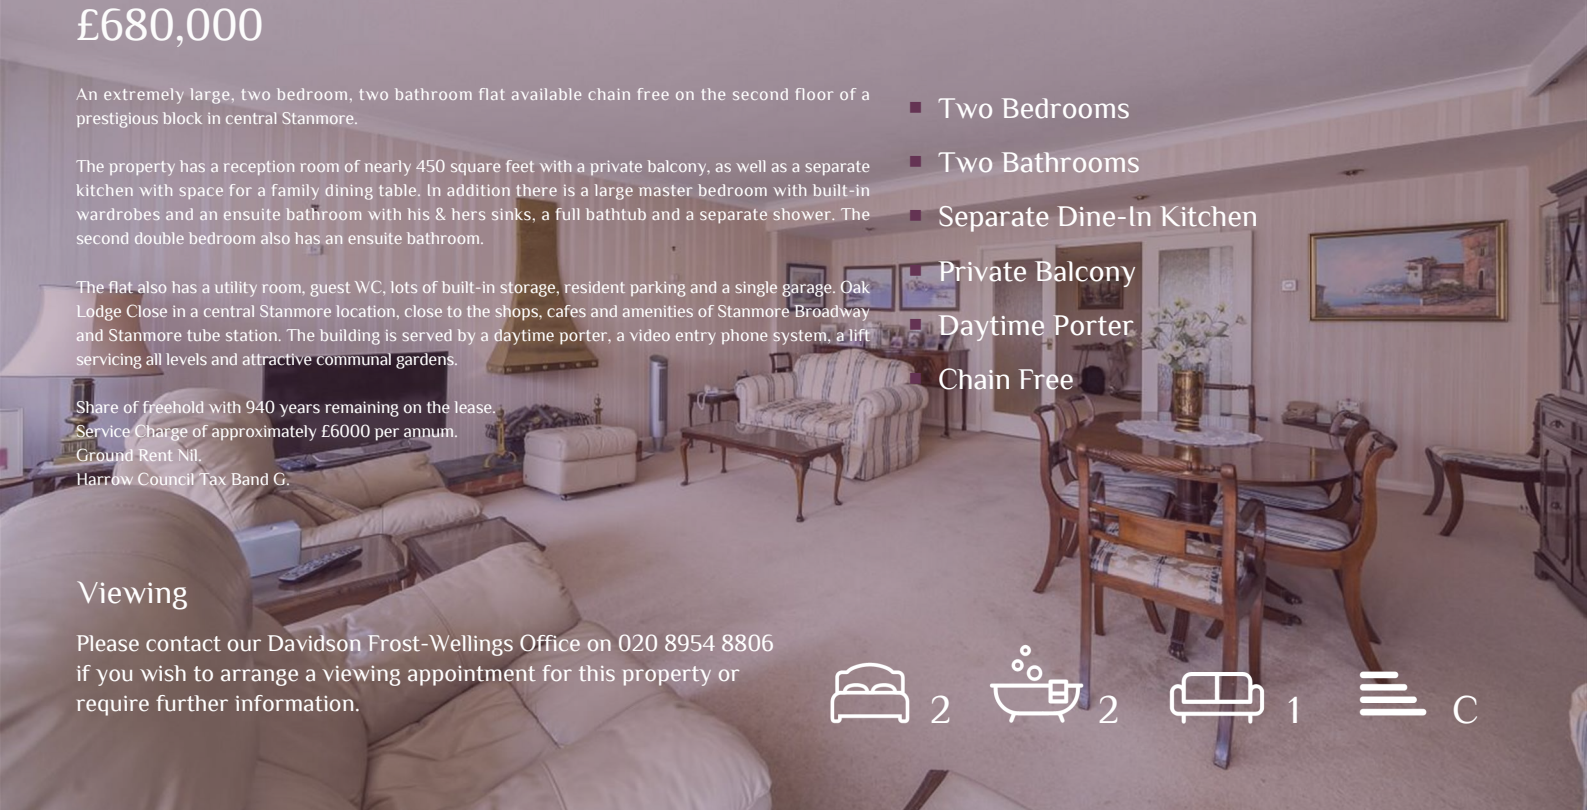 £680,000
An extremely large, two bedroom, two bathroom flat available chain free on the second floor of a
prestigious block in central Stanmore.
The property has a reception room of nearly 450 square feet with a private balcony, as well as a separate
kitchen with space for a family dining table. In addition there is a large master bedroom with built-in
wardrobes and an ensuite bathroom with his & hers sinks, a full bathtub and a separate shower. The
second double bedroom also has an ensuite bathroom.
The flat also has a utility room, guest WC, lots of built-in storage, resident parking and a single garage. Oak
Lodge Close in a central Stanmore location, close to the shops, cafes and amenities of Stanmore Broadway
and Stanmore tube station. The building is served by a daytime porter, a video entry phone system, a lift
servicing all levels and attractive communal gardens.
Share of freehold with 940 years remaining on the lease.
Service Charge of approximately £6000 per annum.
Ground Rent Nil.
Harrow Council Tax Band G.
Two Bedrooms
Two Bathrooms
Separate Dine-In Kitchen
Private Balcony
Daytime Porter
Chain Free
Viewing
Please contact our Davidson Frost-Wellings Office on 020 8954 8806
if you wish to arrange a viewing appointment for this property or
require further information.
2 2 1 C